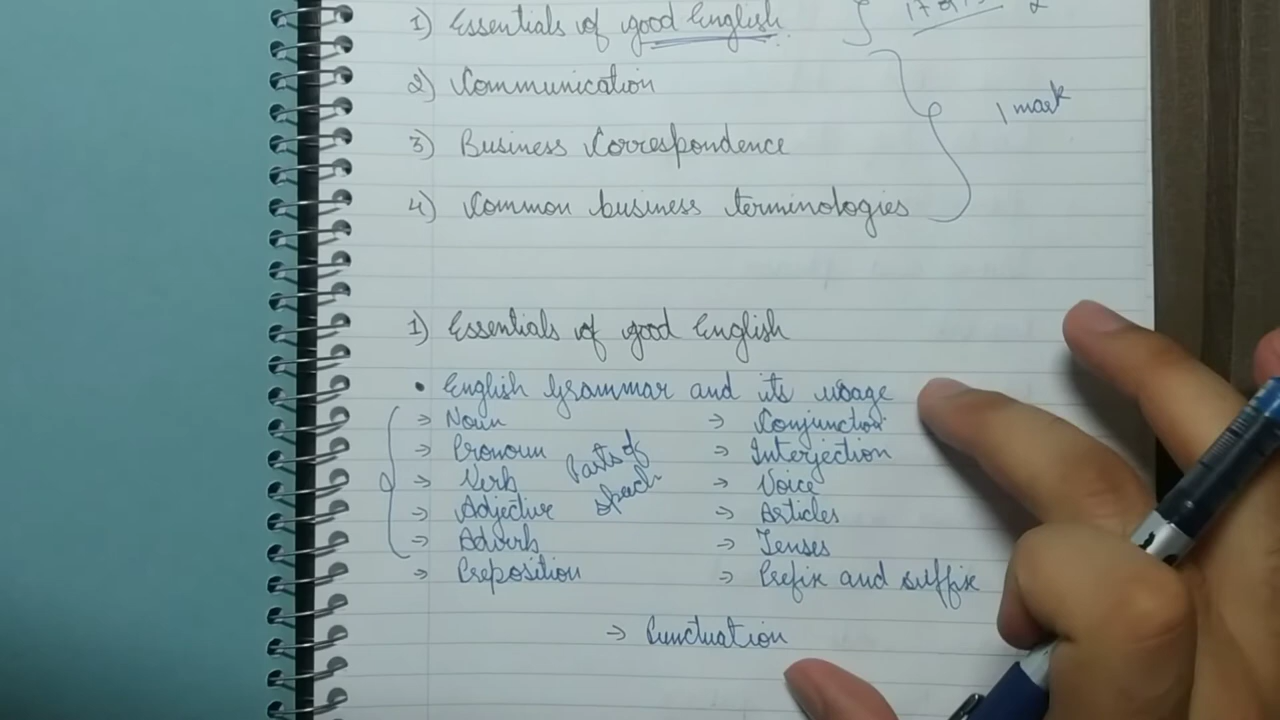 1) Essentials of good English
2) Communication
1 mark
3) Business Correspondence
4) Common business terminologies
1) Essentials of good English
• English Grammar and its usage
→ Noun → Conjunction
→ Pronoun → Interjection
Parts of
→ Verb → Voice
speech
→ Adjective → Articles
→ Adverb → Tenses
→ Preposition → Prefix and suffix
→ Punctuation